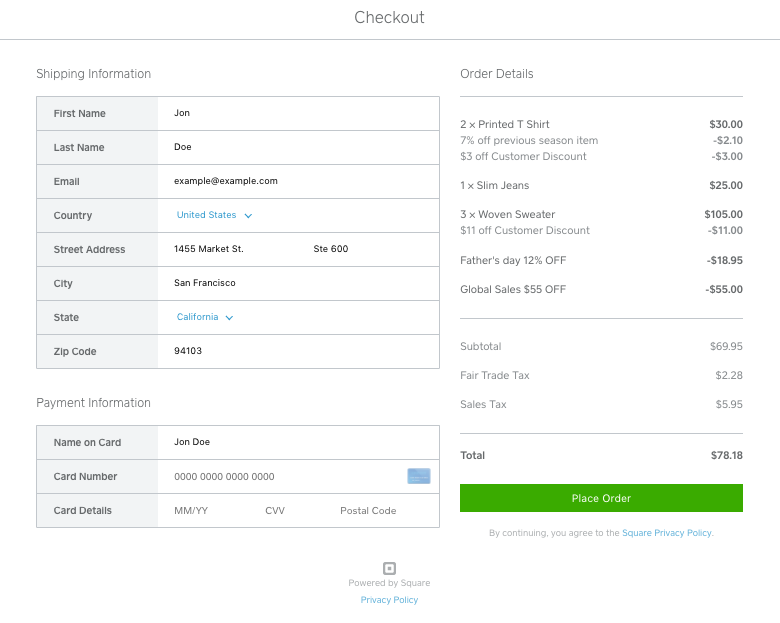 Checkout
Shipping Information
First Name Jon
Last Name Doe
Email example@example.com
Country United States
Street Address 1455 Market St. Ste 600
City San Francisco
State California
Zip Code 94103
Payment Information
Name on Card Jon Doe
Card Number 0000 0000 0000 0000
Card Details MM/YY CVV Postal Code
Order Details
2 × Printed T Shirt $30.00
7% off previous season item -$2.10
$3 off Customer Discount -$3.00
1 × Slim Jeans $25.00
3 × Woven Sweater $105.00
$11 off Customer Discount -$11.00
Father's day 12% OFF -$18.95
Global Sales $55 OFF -$55.00
Subtotal $69.95
Fair Trade Tax $2.28
Sales Tax $5.95
Total $78.18
Place Order
By continuing, you agree to the Square Privacy Policy.
Powered by Square
Privacy Policy